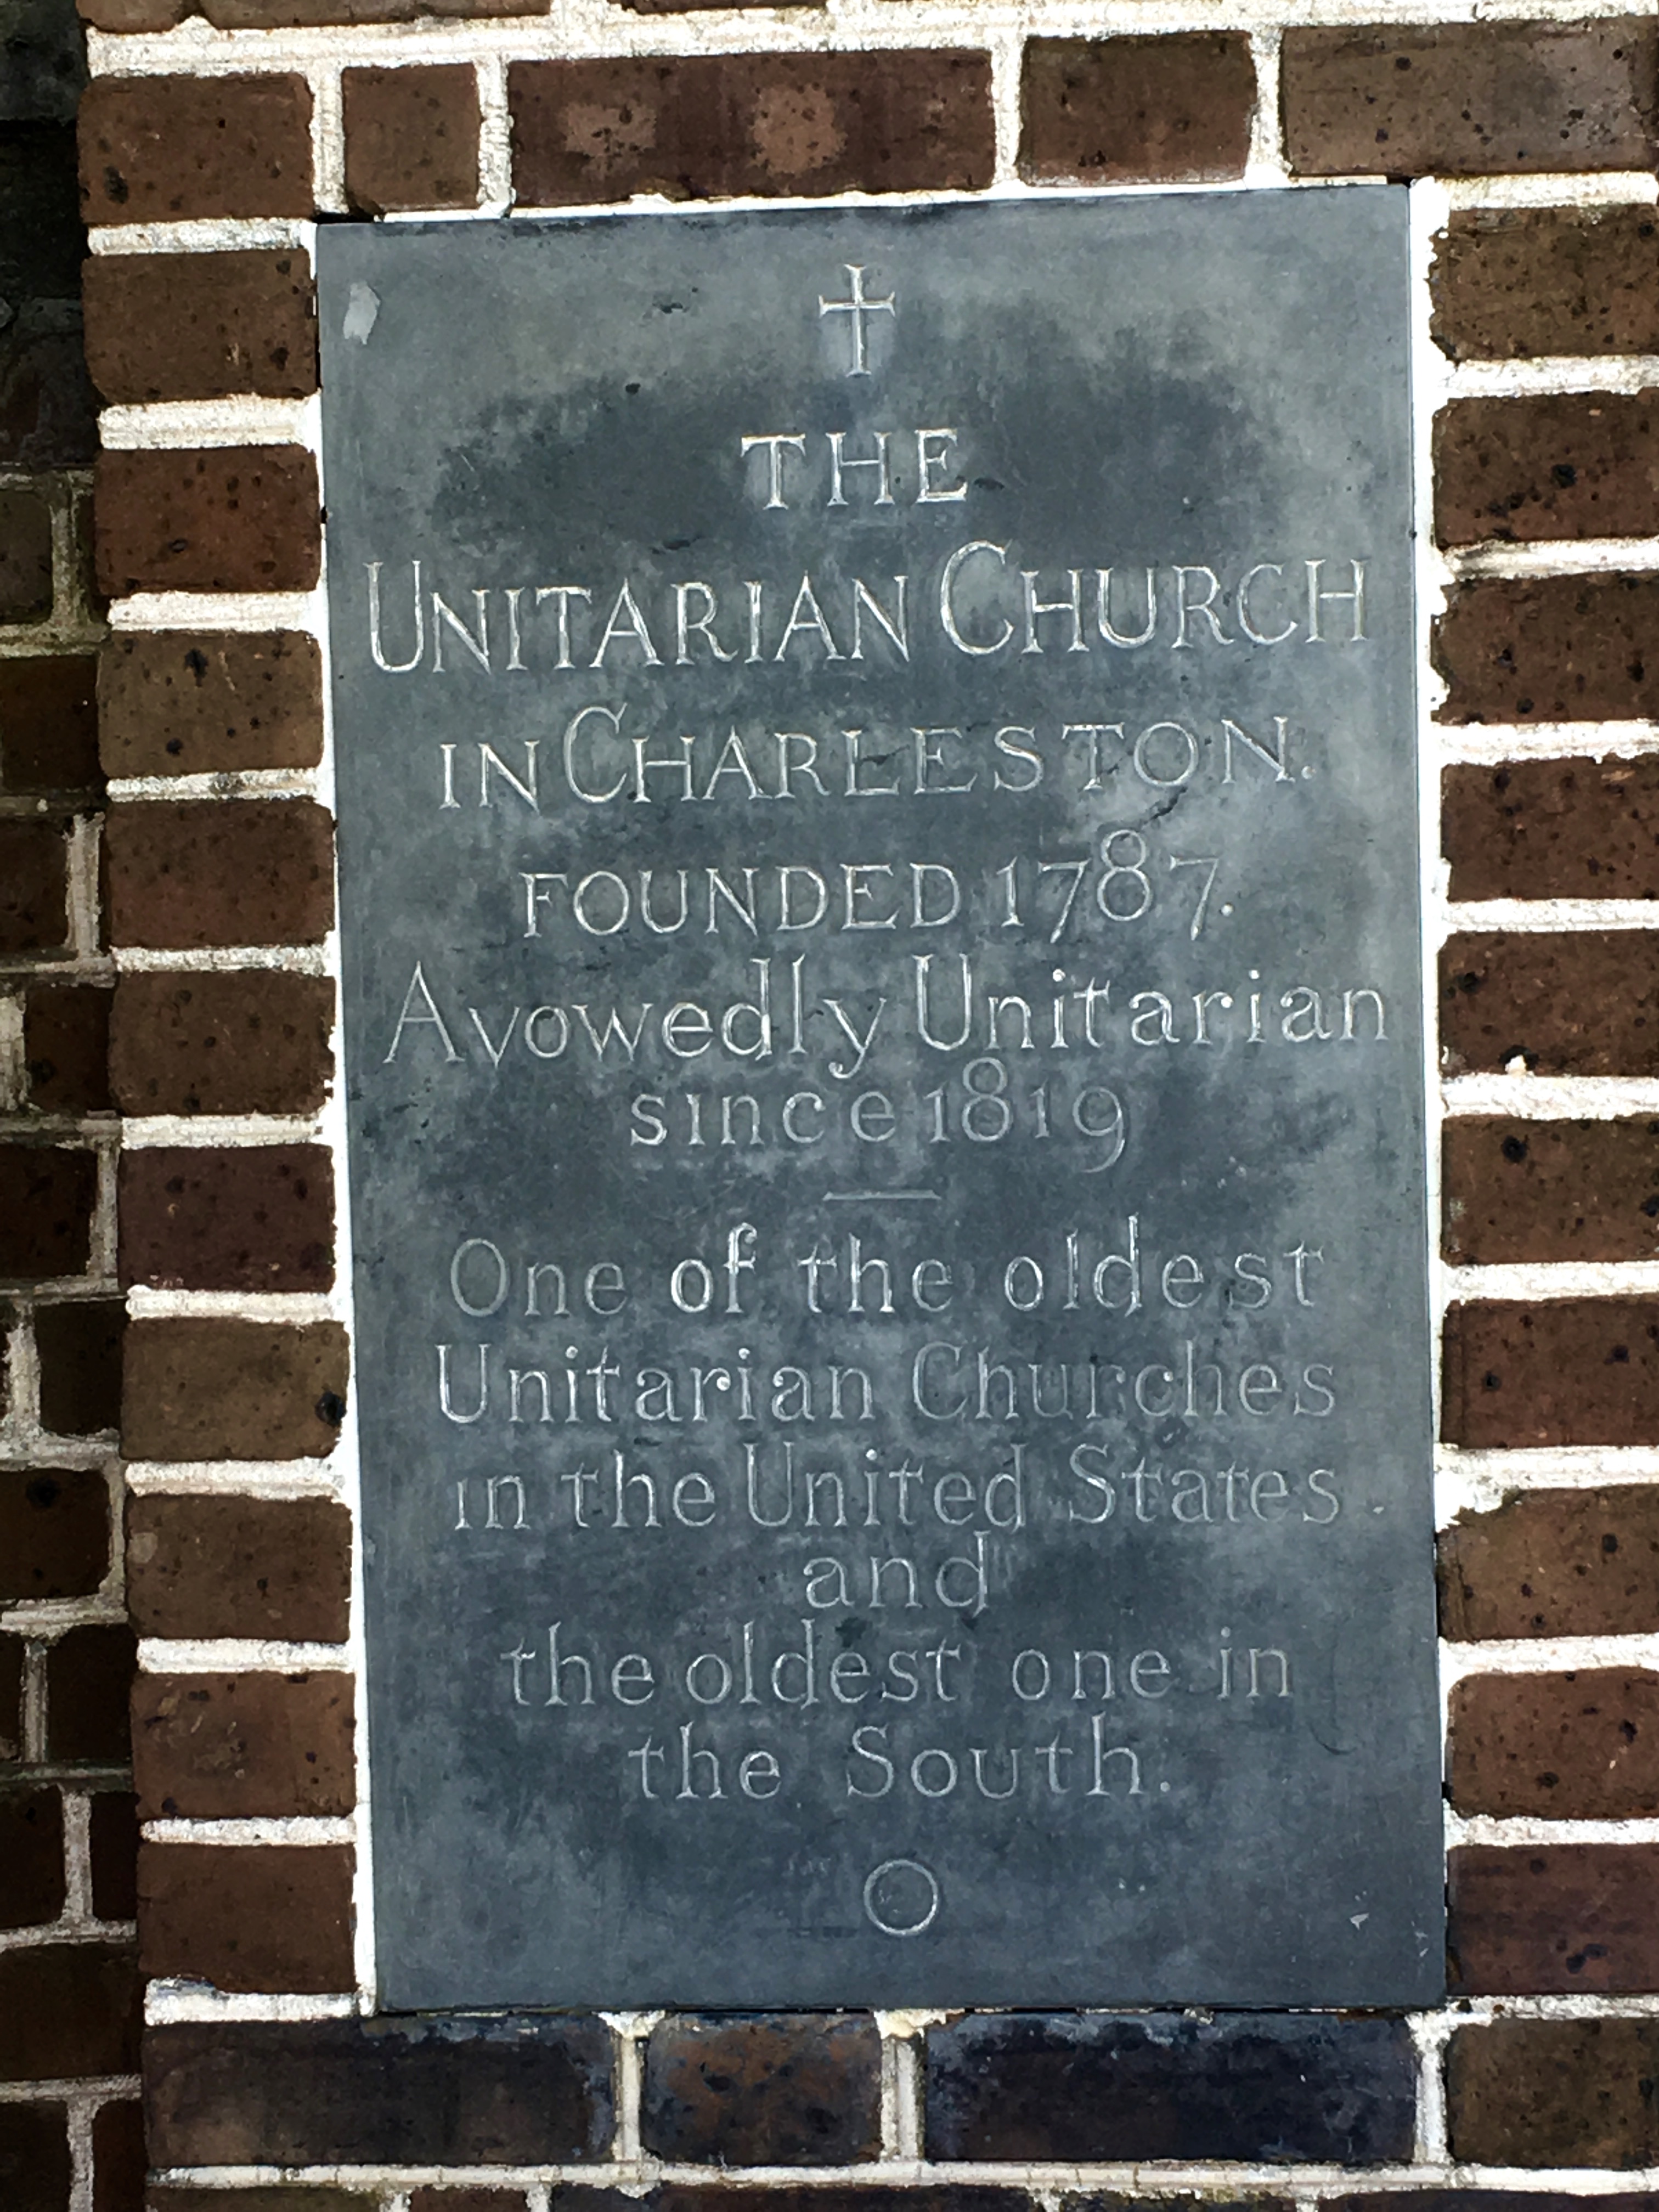 THE
UNITARIAN CHURCH
IN CHARLESTON.
FOUNDED 1787.
Avowedly Unitarian
since 1819
One of the oldest
Unitarian Churches
in the United States
and
the oldest one in
the South.